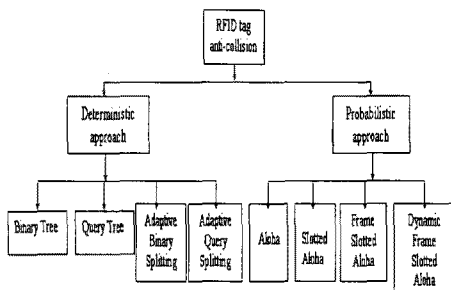 RFID tag
anti-collision
Deterministic
approach
Probabilistic
approach
Binary Tree
Query Tree
Adaptive
Binary
Splitting
Adaptive
Query
Splitting
Aloha
Slotted
Aloha
Frame
Slotted
Aloha
Dynamic
Frame
Slotted
Aloha